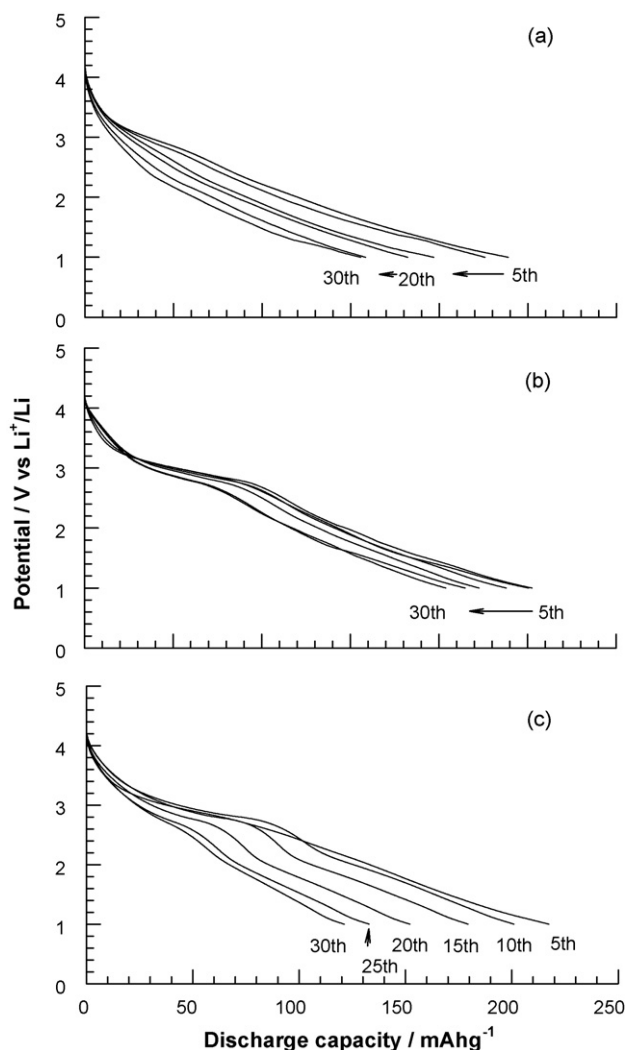 5
(a)
4
3
2
1
30th
20th
5th
0
5
(b)
4
3
2
1
30th
5th
0
Potential / V vs Li⁺/Li
5
(c)
4
3
2
1
30th
25th
20th
15th
10th
5th
0
0
50
100
150
200
250
Discharge capacity / mAhg⁻¹